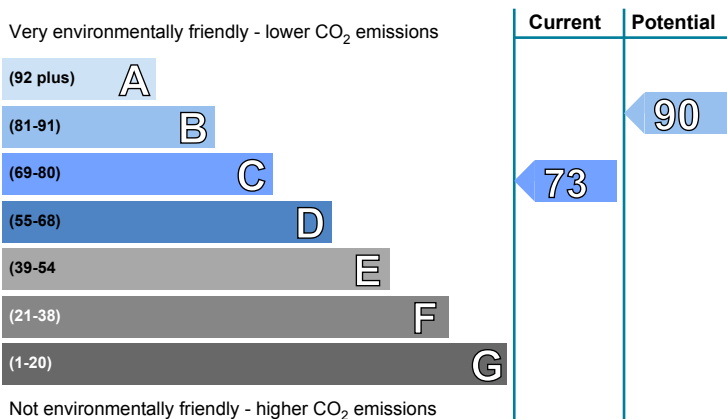 Current Potential
Very environmentally friendly - lower CO2 emissions
(92 plus) A
(81-91) B
90
(69-80) C
73
(55-68) D
(39-54 E
(21-38) F
(1-20) G
Not environmentally friendly - higher CO2 emissions